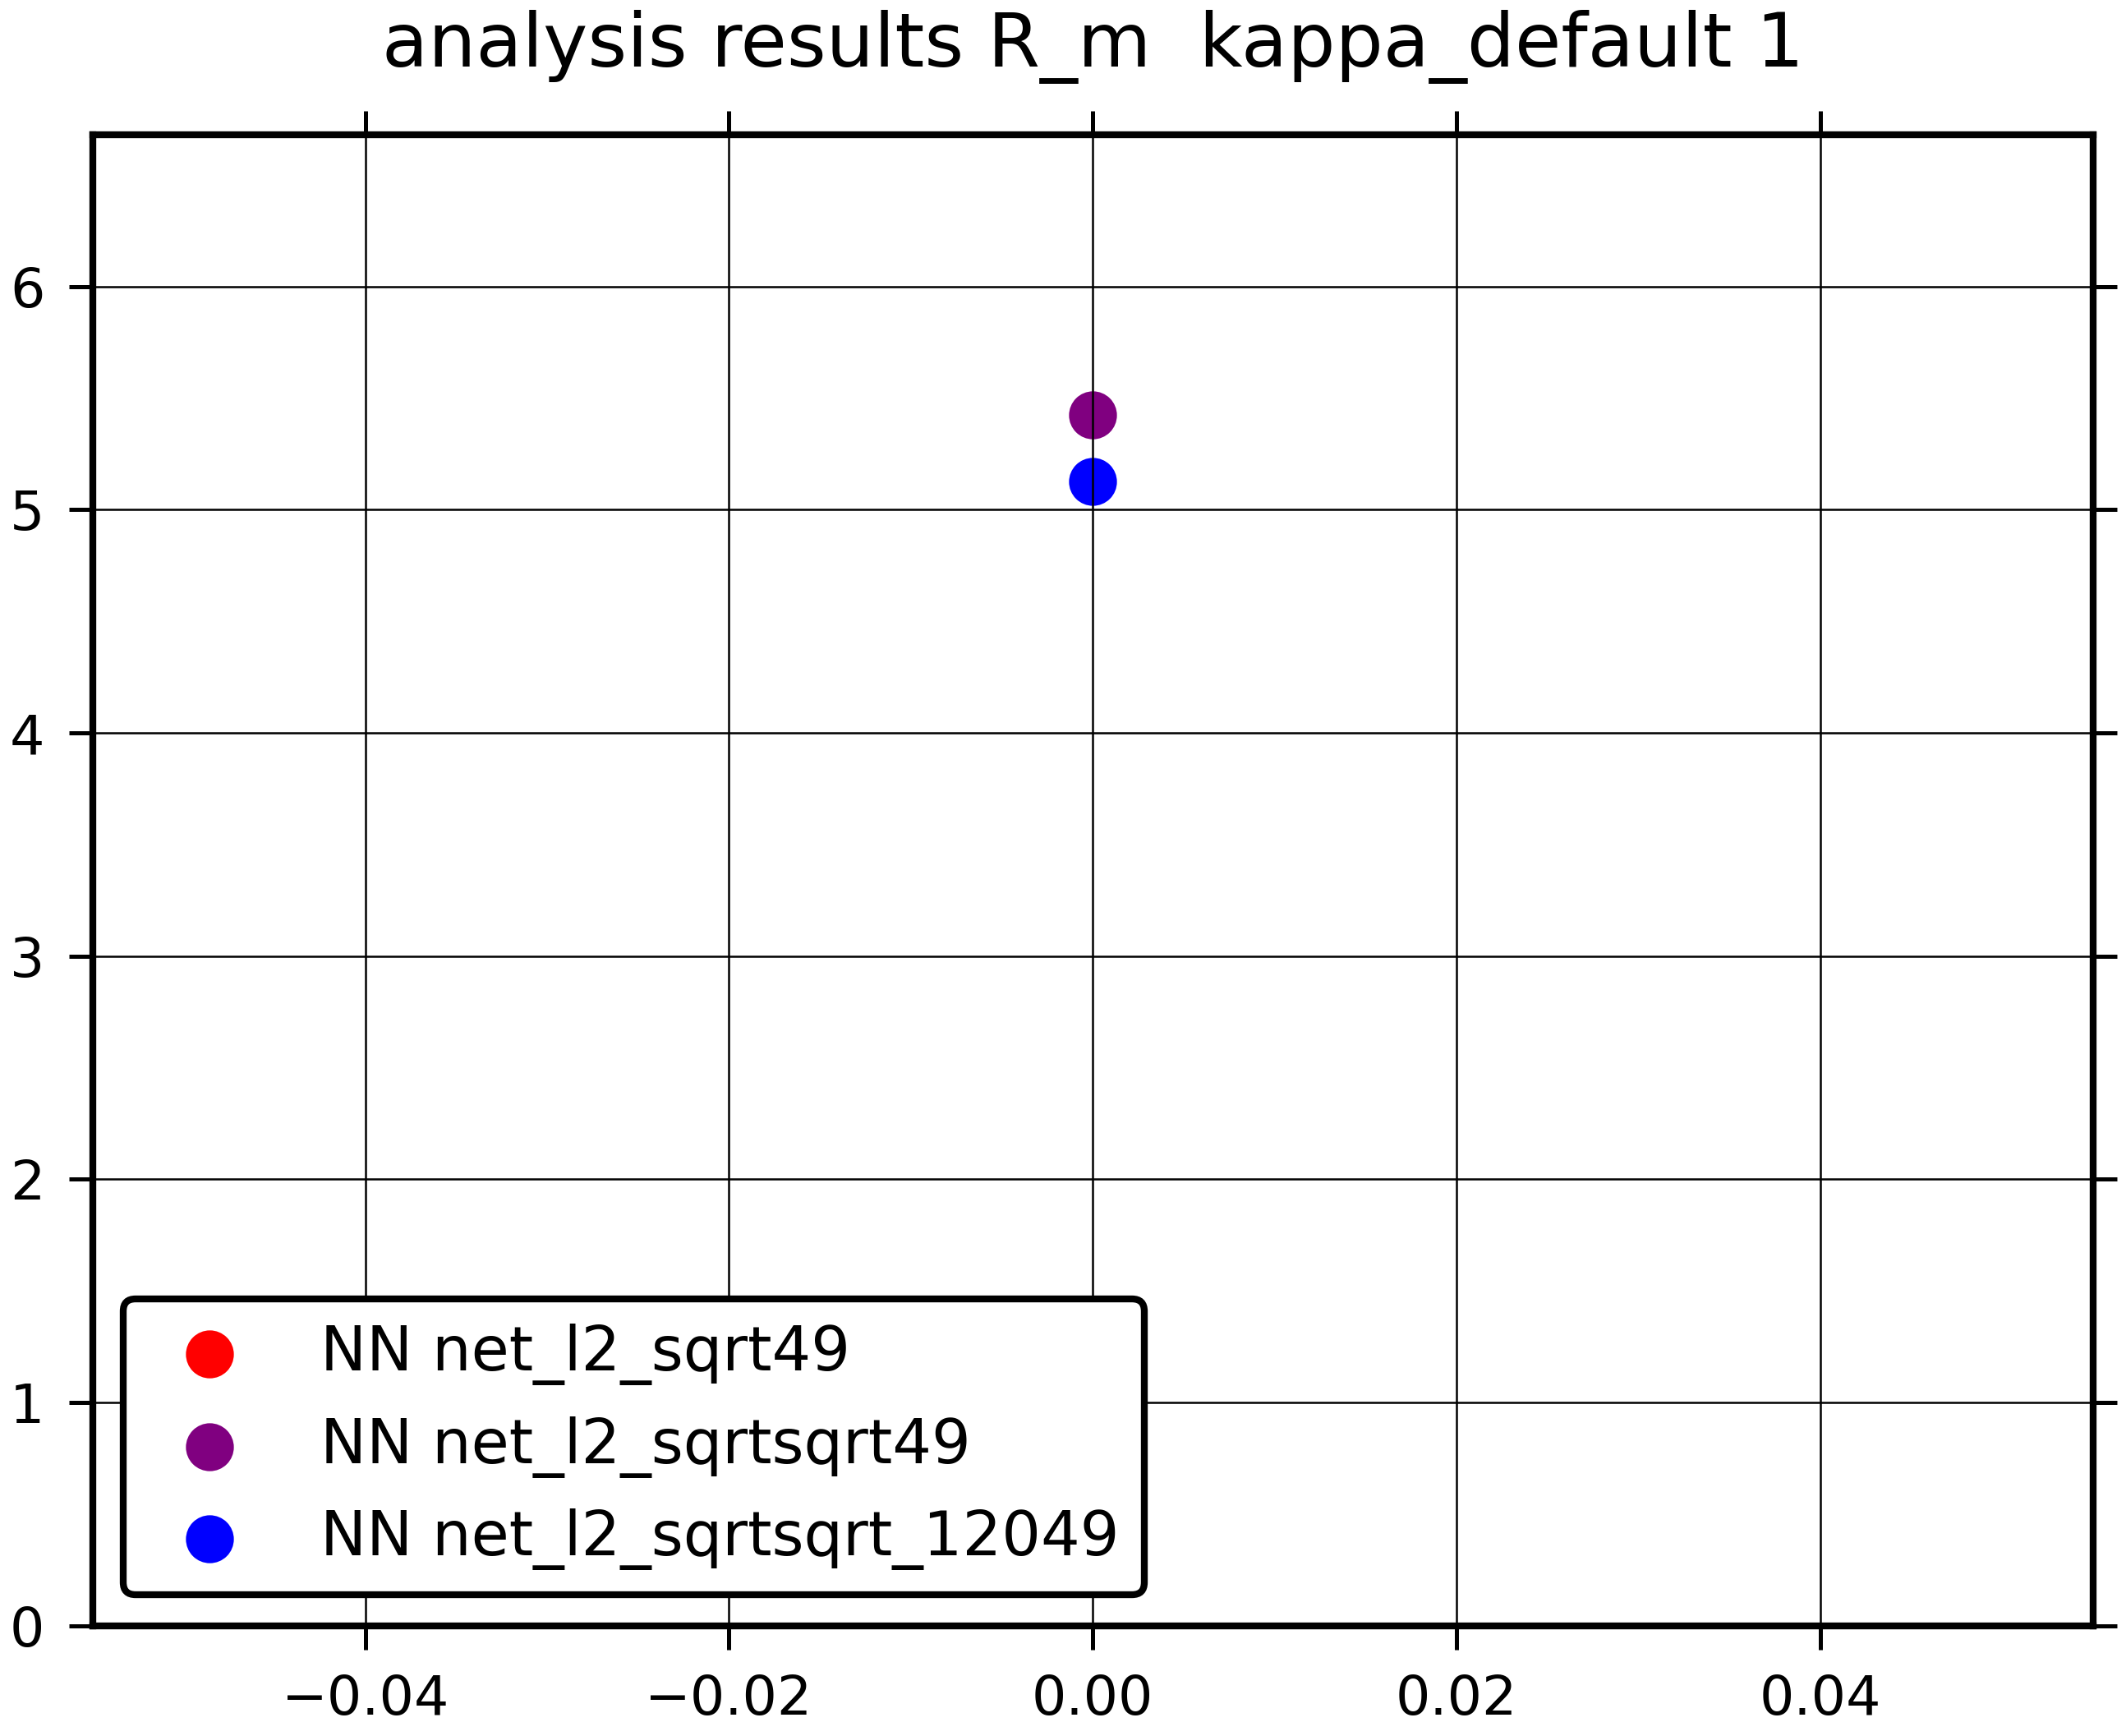 analysis results R_m  kappa_default 1
6
5
4
3
2
1
0
NN net_l2_sqrt49
NN net_l2_sqrtsqrt49
NN net_l2_sqrtsqrt_12049
−0.04 −0.02 0.00 0.02 0.04